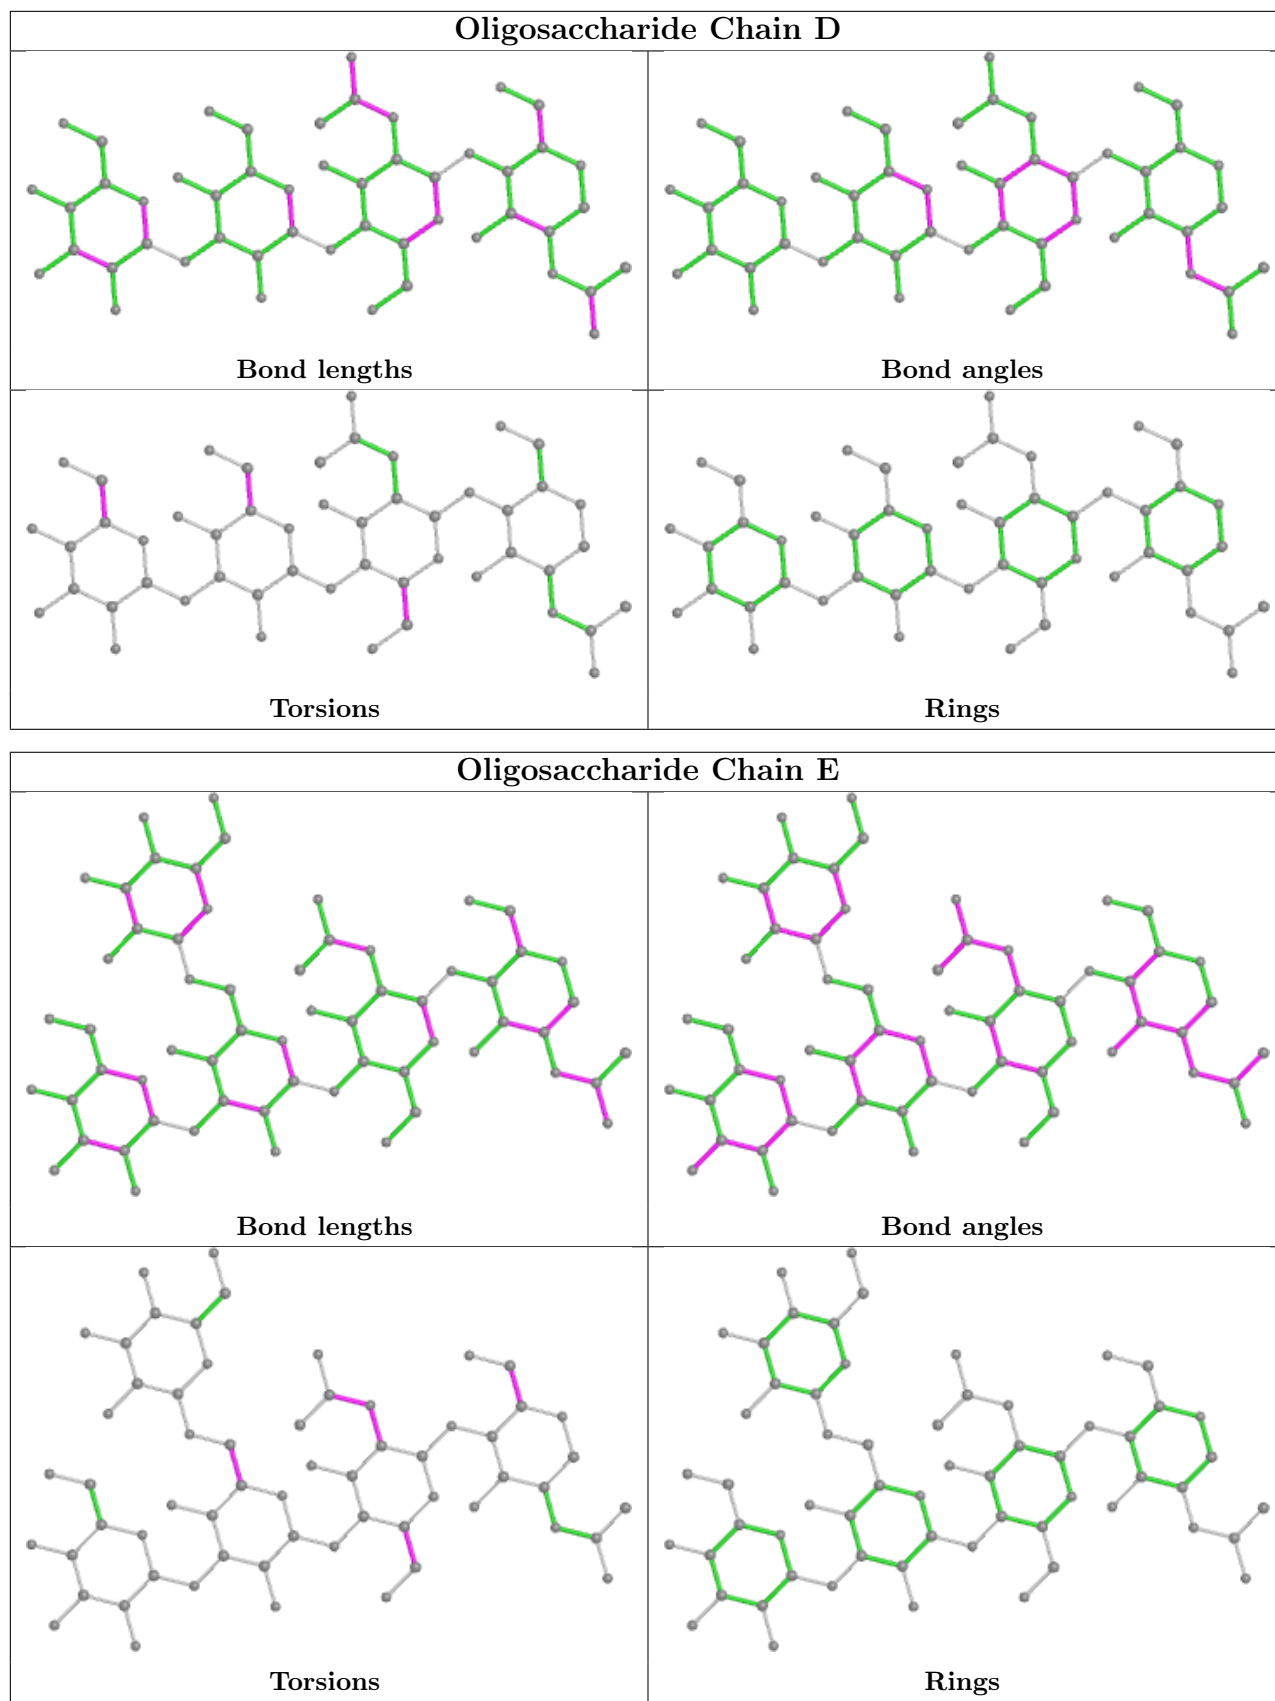 Oligosaccharide Chain D
Bond lengths
Bond angles
Torsions
Rings
Oligosaccharide Chain E
Bond lengths
Bond angles
Torsions
Rings